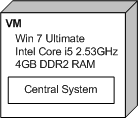 VM
Win 7 Ultimate
Intel Core i5 2.53GHz
4GB DDR2 RAM
Central System